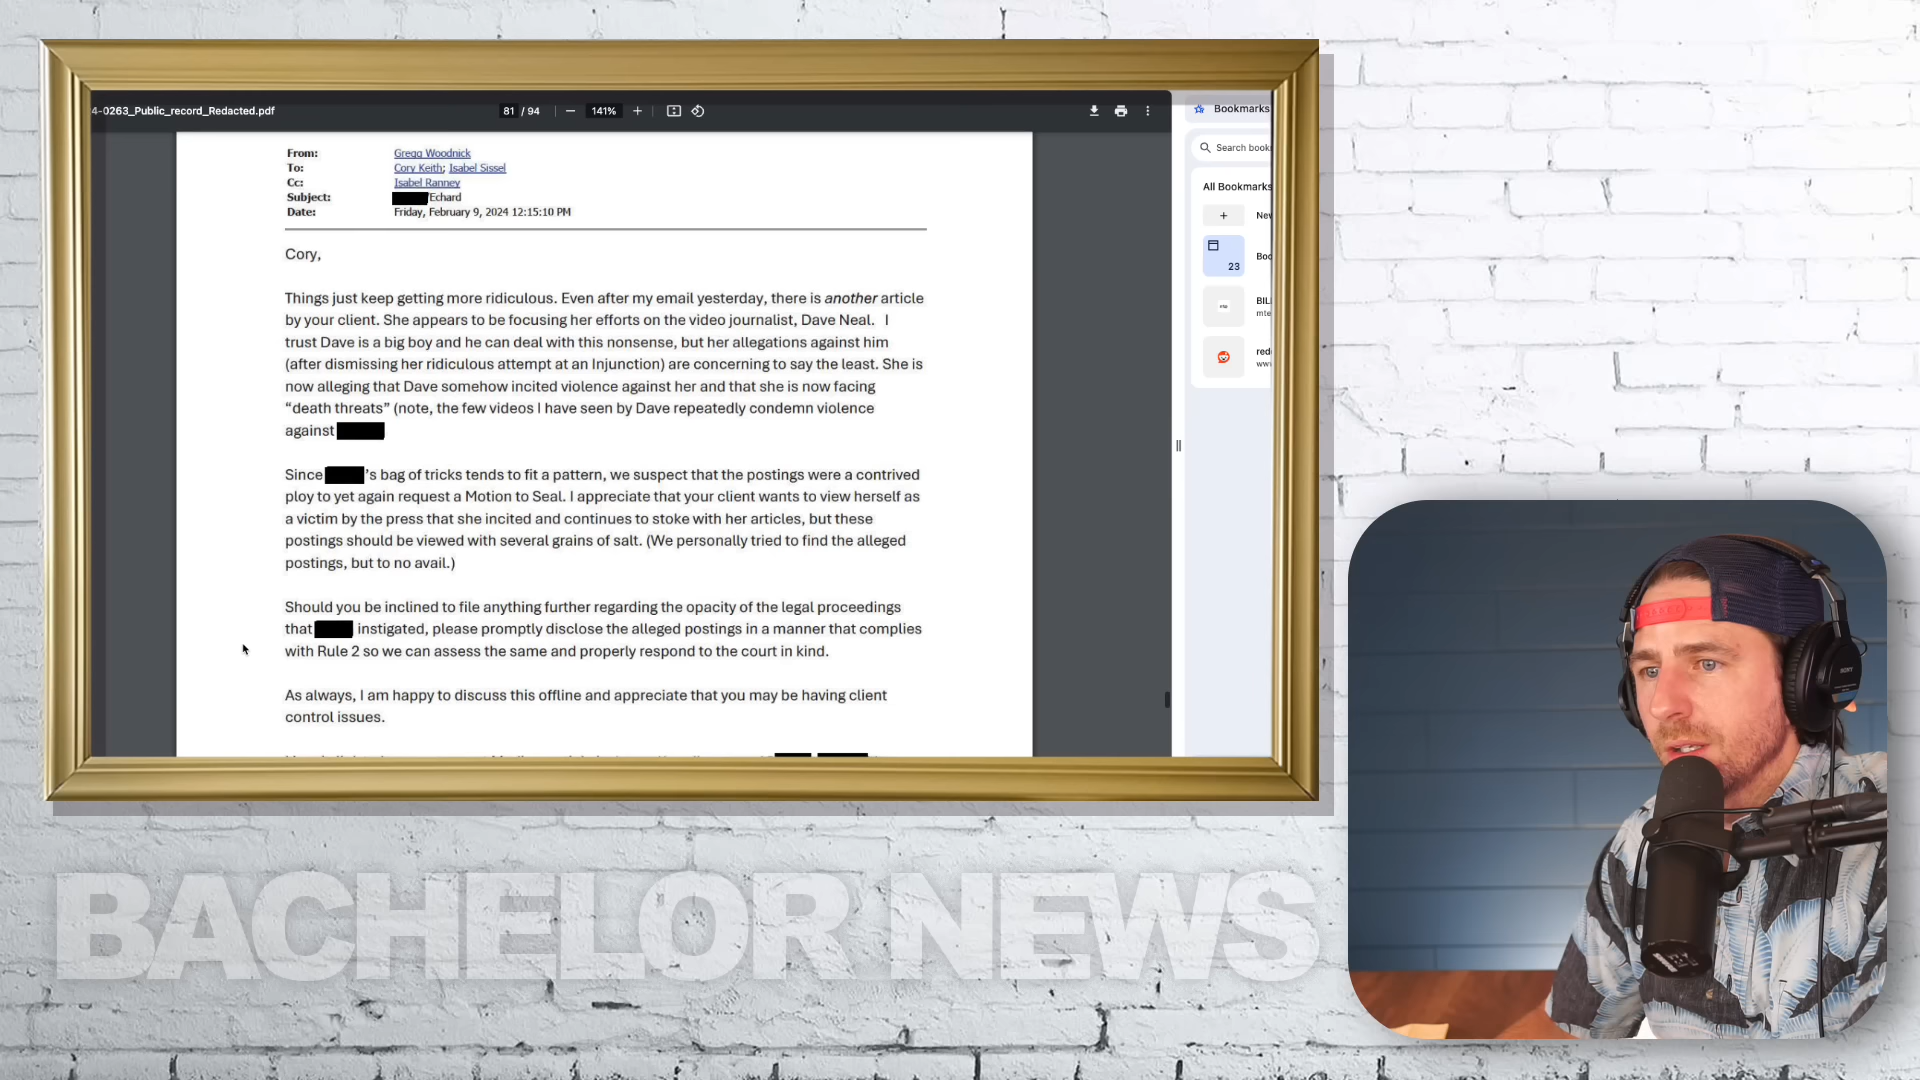 4-0263_Public_record_Redacted.pdf
81 / 94
141%
Bookmarks
Search book
All Bookmarks
New
23
Boo
BIL
mte
red
www
From: Gregg Woodnick
To: Cory Keith; Isabel Sissel
Cc: Isabel Ranney
Subject: /Echard
Date: Friday, February 9, 2024 12:15:10 PM
Cory,
Things just keep getting more ridiculous. Even after my email yesterday, there is another article
by your client. She appears to be focusing her efforts on the video journalist, Dave Neal. I
trust Dave is a big boy and he can deal with this nonsense, but her allegations against him
(after dismissing her ridiculous attempt at an Injunction) are concerning to say the least. She is
now alleging that Dave somehow incited violence against her and that she is now facing
“death threats” (note, the few videos I have seen by Dave repeatedly condemn violence
against
Since 's bag of tricks tends to fit a pattern, we suspect that the postings were a contrived
ploy to yet again request a Motion to Seal. I appreciate that your client wants to view herself as
a victim by the press that she incited and continues to stoke with her articles, but these
postings should be viewed with several grains of salt. (We personally tried to find the alleged
postings, but to no avail.)
Should you be inclined to file anything further regarding the opacity of the legal proceedings
that instigated, please promptly disclose the alleged postings in a manner that complies
with Rule 2 so we can assess the same and properly respond to the court in kind.
As always, I am happy to discuss this offline and appreciate that you may be having client
control issues.
BACHELOR NEWS
SONY